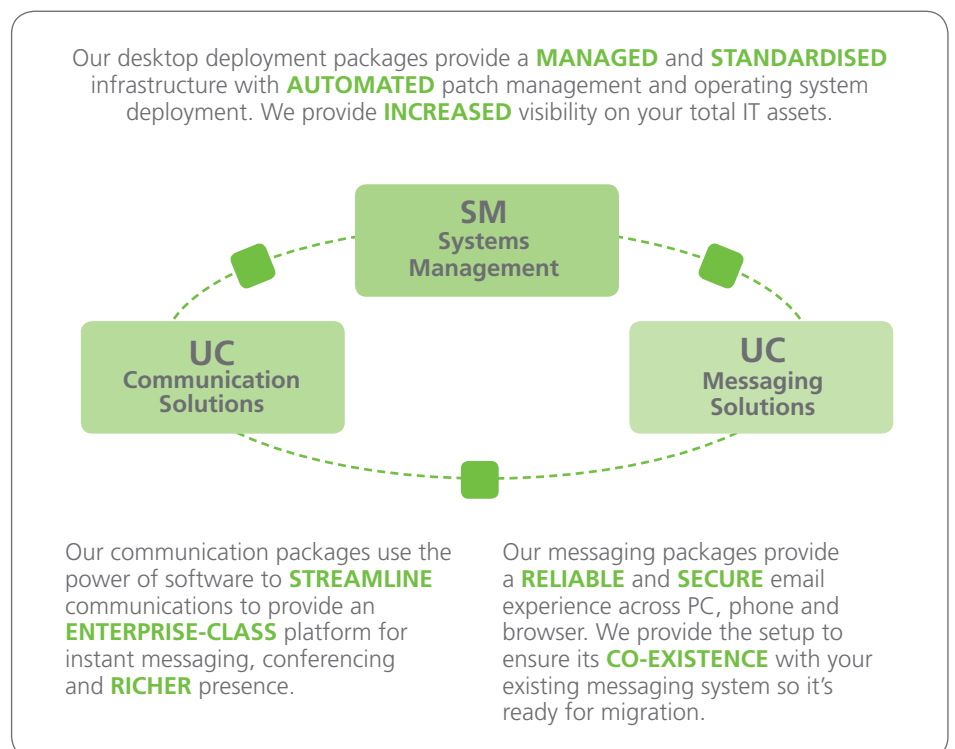 Our desktop deployment packages provide a MANAGED and STANDARDISED
infrastructure with AUTOMATED patch management and operating system
deployment. We provide INCREASED visibility on your total IT assets.
SM
Systems
Management
UC
Communication
Solutions
UC
Messaging
Solutions
Our communication packages use the
power of software to STREAMLINE
communications to provide an
ENTERPRISE-CLASS platform for
instant messaging, conferencing
and RICHER presence.
Our messaging packages provide
a RELIABLE and SECURE email
experience across PC, phone and
browser. We provide the setup to
ensure its CO-EXISTENCE with your
existing messaging system so it's
ready for migration.